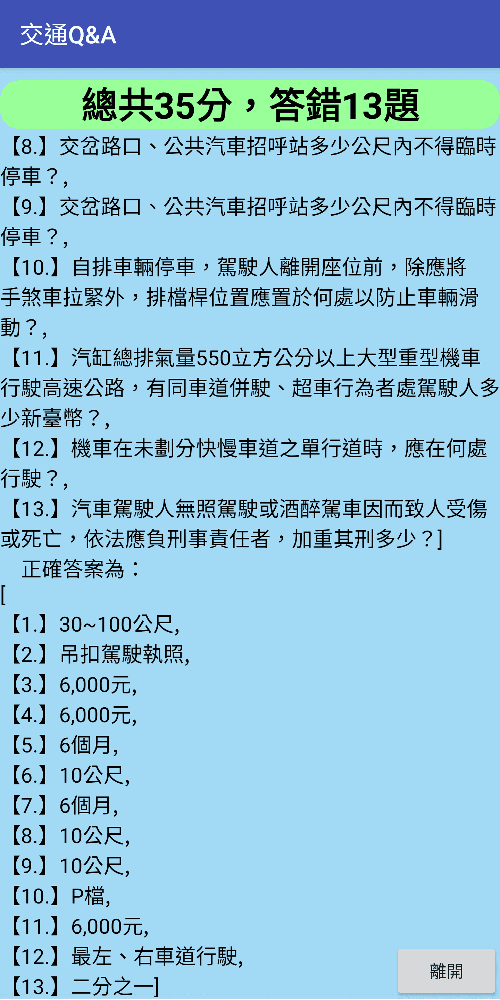 交通Q&A
總共35分，答錯13題
【8.】交岔路口、公共汽車招呼站多少公尺內不得臨時
停車？,
【9.】交岔路口、公共汽車招呼站多少公尺內不得臨時
停車？,
【10.】自排車輛停車，駕駛人離開座位前，除應將
手煞車拉緊外，排檔桿位置應置於何處以防止車輛滑
動？,
【11.】汽缸總排氣量550立方公分以上大型重型機車
行駛高速公路，有同車道併駛、超車行為者處駕駛人多
少新臺幣？,
【12.】機車在未劃分快慢車道之單行道時，應在何處
行駛？,
【13.】汽車駕駛人無照駕駛或酒醉駕車因而致人受傷
或死亡，依法應負刑事責任者，加重其刑多少？]
正確答案為：
[
【1.】30~100公尺,
【2.】吊扣駕駛執照,
【3.】6,000元,
【4.】6,000元,
【5.】6個月,
【6.】10公尺,
【7.】6個月,
【8.】10公尺,
【9.】10公尺,
【10.】P檔,
【11.】6,000元,
【12.】最左、右車道行駛,
【13.】二分之一]
離開